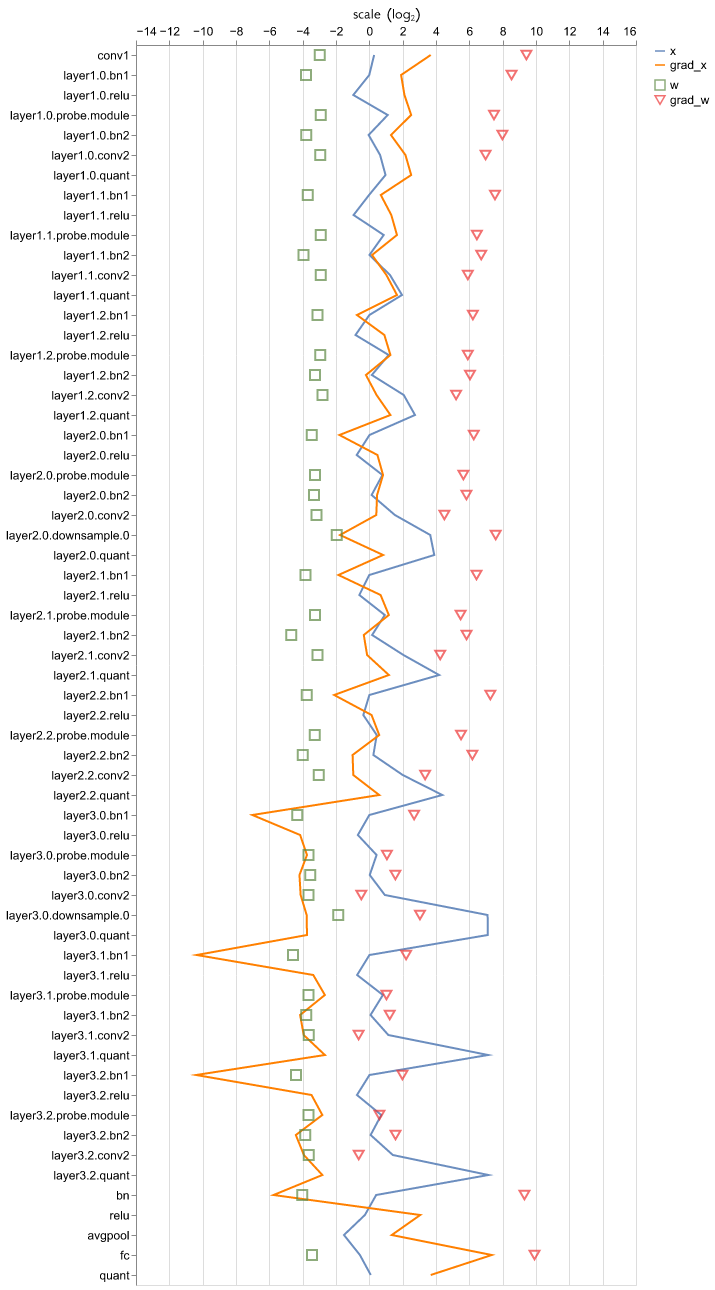 scale (log₂)
−14 −12 −10 −8 −6 −4 −2 0 2 4 6 8 10 12 14 16
x
grad_x
w
grad_w
conv1
layer1.0.bn1
layer1.0.relu
layer1.0.probe.module
layer1.0.bn2
layer1.0.conv2
layer1.0.quant
layer1.1.bn1
layer1.1.relu
layer1.1.probe.module
layer1.1.bn2
layer1.1.conv2
layer1.1.quant
layer1.2.bn1
layer1.2.relu
layer1.2.probe.module
layer1.2.bn2
layer1.2.conv2
layer1.2.quant
layer2.0.bn1
layer2.0.relu
layer2.0.probe.module
layer2.0.bn2
layer2.0.conv2
layer2.0.downsample.0
layer2.0.quant
layer2.1.bn1
layer2.1.relu
layer2.1.probe.module
layer2.1.bn2
layer2.1.conv2
layer2.1.quant
layer2.2.bn1
layer2.2.relu
layer2.2.probe.module
layer2.2.bn2
layer2.2.conv2
layer2.2.quant
layer3.0.bn1
layer3.0.relu
layer3.0.probe.module
layer3.0.bn2
layer3.0.conv2
layer3.0.downsample.0
layer3.0.quant
layer3.1.bn1
layer3.1.relu
layer3.1.probe.module
layer3.1.bn2
layer3.1.conv2
layer3.1.quant
layer3.2.bn1
layer3.2.relu
layer3.2.probe.module
layer3.2.bn2
layer3.2.conv2
layer3.2.quant
bn
relu
avgpool
fc
quant